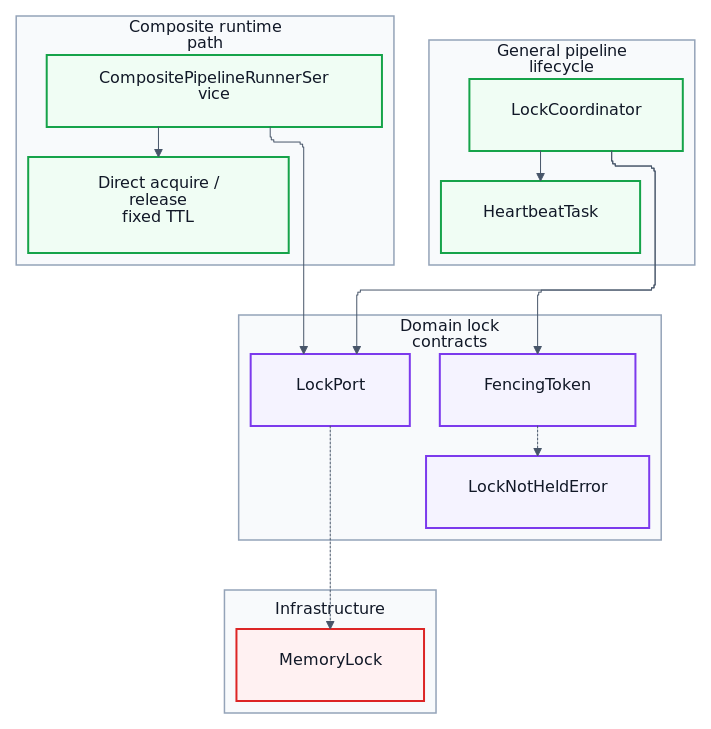 Composite runtime
path
CompositePipelineRunnerSer
vice
Direct acquire /
release
fixed TTL
General pipeline
lifecycle
LockCoordinator
HeartbeatTask
Domain lock
contracts
LockPort
FencingToken
LockNotHeldError
Infrastructure
MemoryLock